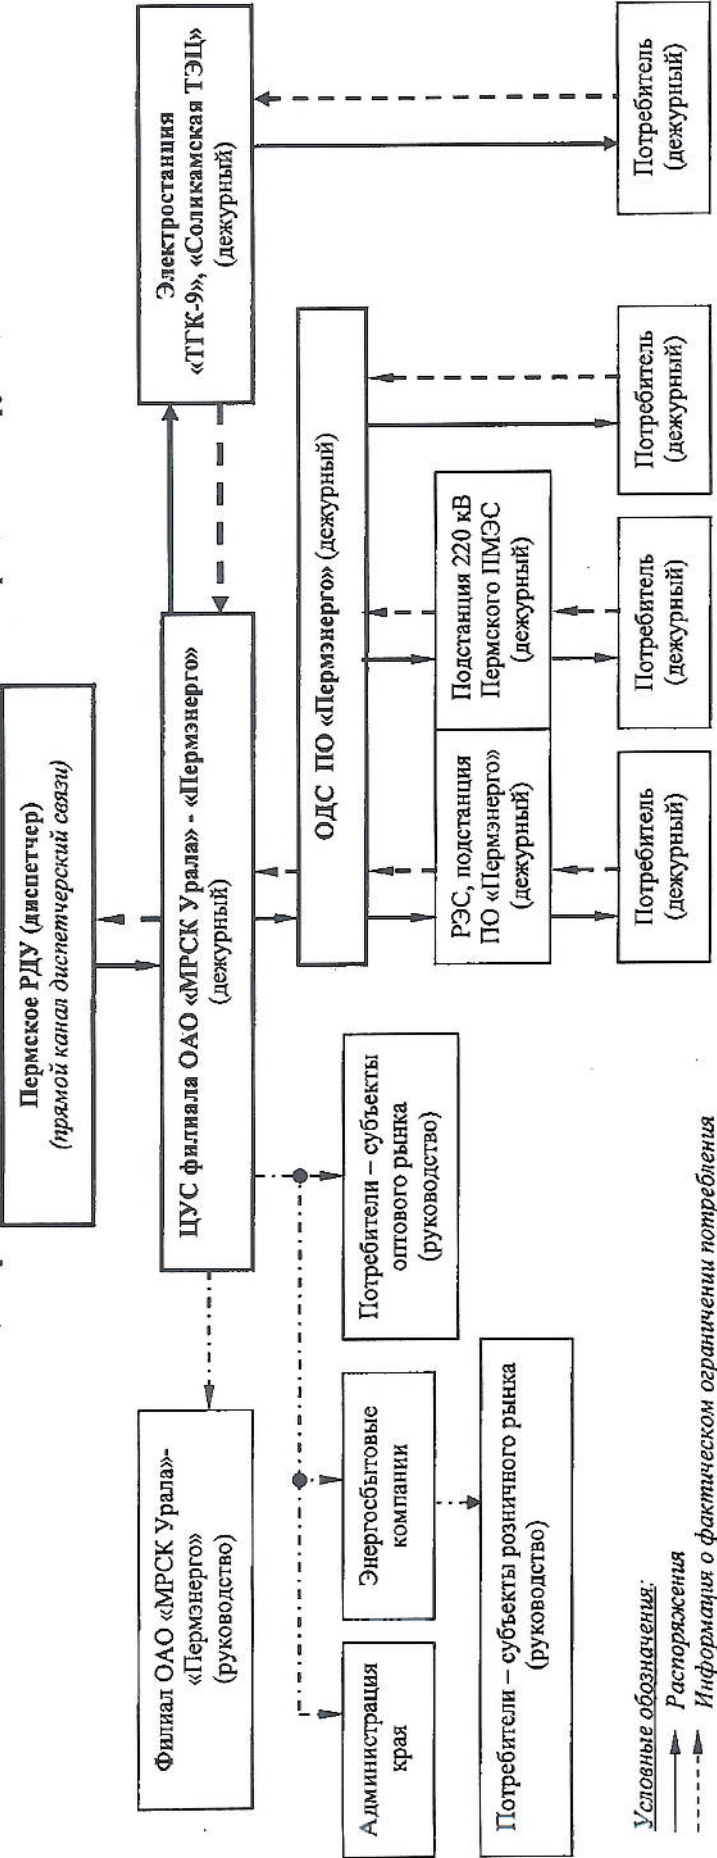 Пермское РДУ (диспетчер)
(прямой канал диспетчерский связи)
Филиал ОАО «МРСК Урала»-
«Пермэнерго»
(руководство)
ЦУС филиала ОАО «МРСК Урала» - «Пермэнерго»
(дежурный)
Электростанция
«ТГК-9», «Соликамская ТЭЦ»
(дежурный)
ОДС ПО «Пермэнерго» (дежурный)
Администрация
края
Энергосбытовые
компании
Потребители – субъекты
оптового рынка
(руководство)
РЭС, подстанция
ПО «Пермэнерго»
(дежурный)
Подстанция 220 кВ
Пермского ПМЭС
(дежурный)
Потребители – субъекты розничного рынка
(руководство)
Потребитель
(дежурный)
Потребитель
(дежурный)
Потребитель
(дежурный)
Потребитель
(дежурный)
Условные обозначения:
Распоряжения
Информация о фактическом ограничении потребления